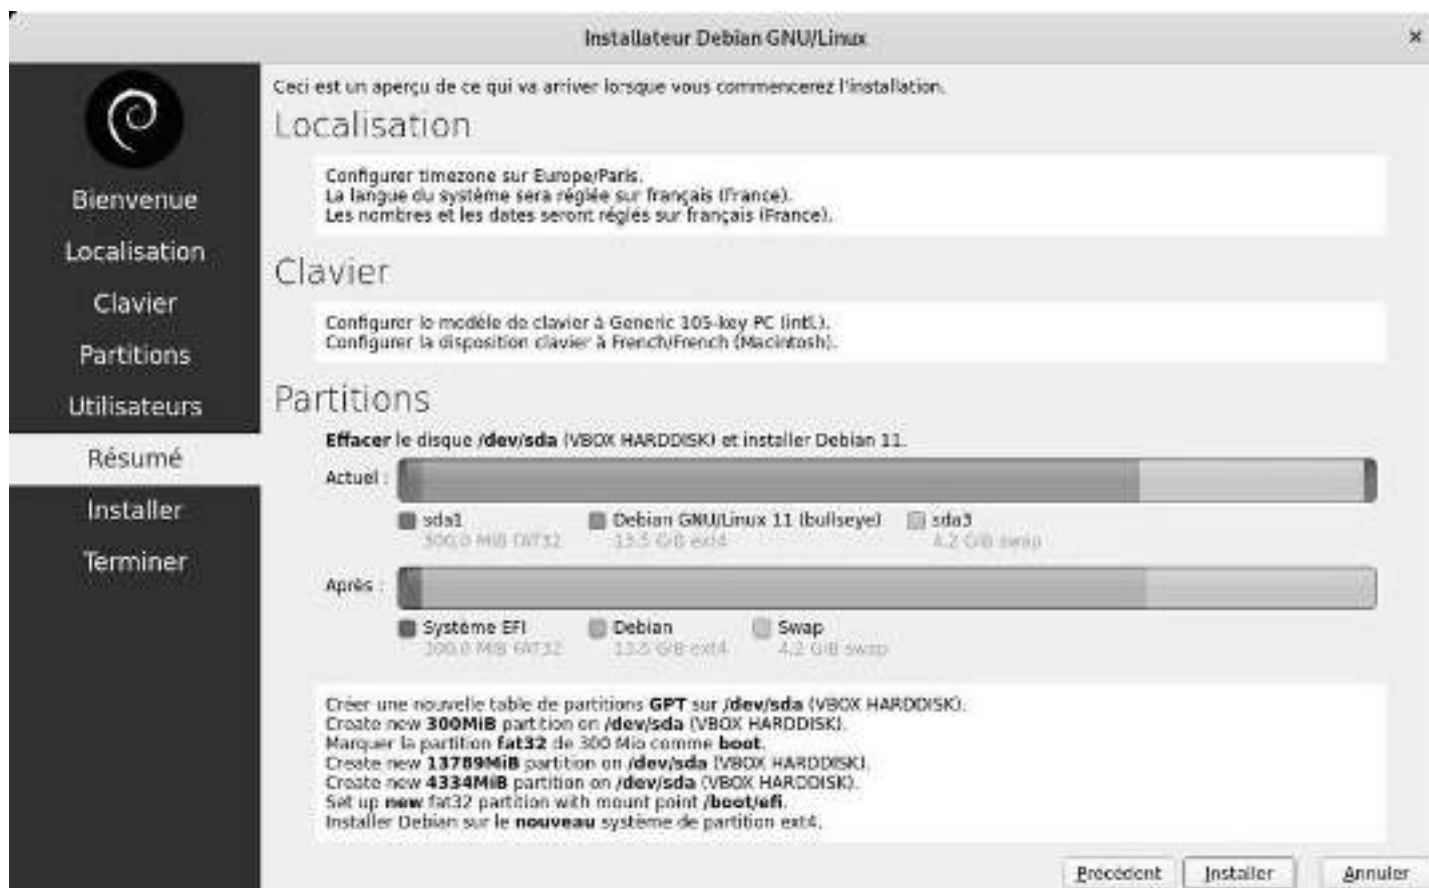 Installateur Debian GNU/Linux
Ceci est un aperçu de ce qui va arriver lorsque vous commencerez l'installation.
Localisation
Configurer timezone sur Europe/Paris.
La langue du système sera réglée sur français (France).
Les nombres et les dates seront réglés sur français (France).
Clavier
Configurer le modèle de clavier à Generic 105-key PC (intl.).
Configurer la disposition clavier à French/French (Macintosh).
Partitions
Effacer le disque /dev/sda (VBOX HARDDISK) et installer Debian 11.
Actuel :
sda1 Debian GNU/Linux 11 (bullseye) sda3
300.0 MiB FAT32 13.5 GiB ext4 4.2 GiB swap
Après :
Système EFI Debian Swap
300.0 MiB FAT32 13.5 GiB ext4 4.2 GiB swap
Créer une nouvelle table de partitions GPT sur /dev/sda (VBOX HARDDISK).
Create new 300MiB partition on /dev/sda (VBOX HARDDISK).
Marquer la partition fat32 de 300 Mio comme boot.
Create new 13789MiB partition on /dev/sda (VBOX HARDDISK).
Create new 4334MiB partition on /dev/sda (VBOX HARDDISK).
Set up new fat32 partition with mount point /boot/efi.
Installer Debian sur le nouveau système de partition ext4.
Bienvenue
Localisation
Clavier
Partitions
Utilisateurs
Résumé
Installer
Terminer
Précédent Installer Annuler